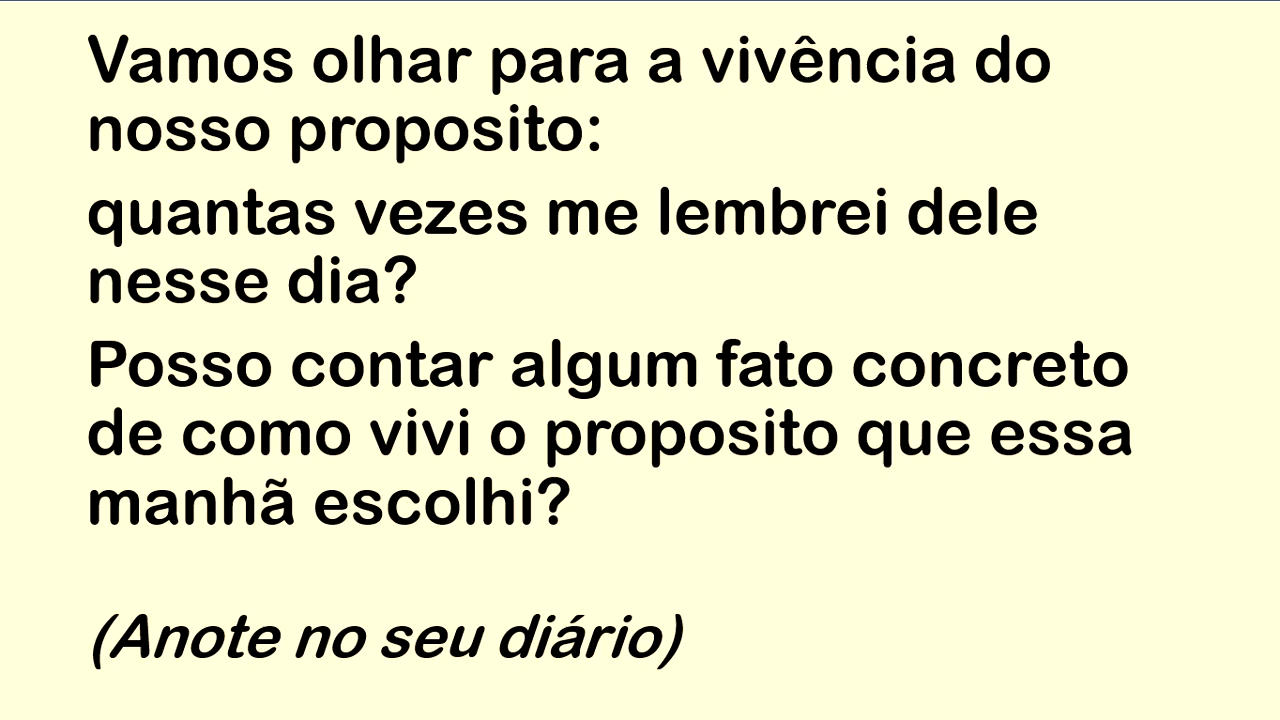 Vamos olhar para a vivência do
nosso proposito:
quantas vezes me lembrei dele
nesse dia?
Posso contar algum fato concreto
de como vivi o proposito que essa
manhã escolhi?
(Anote no seu diário)